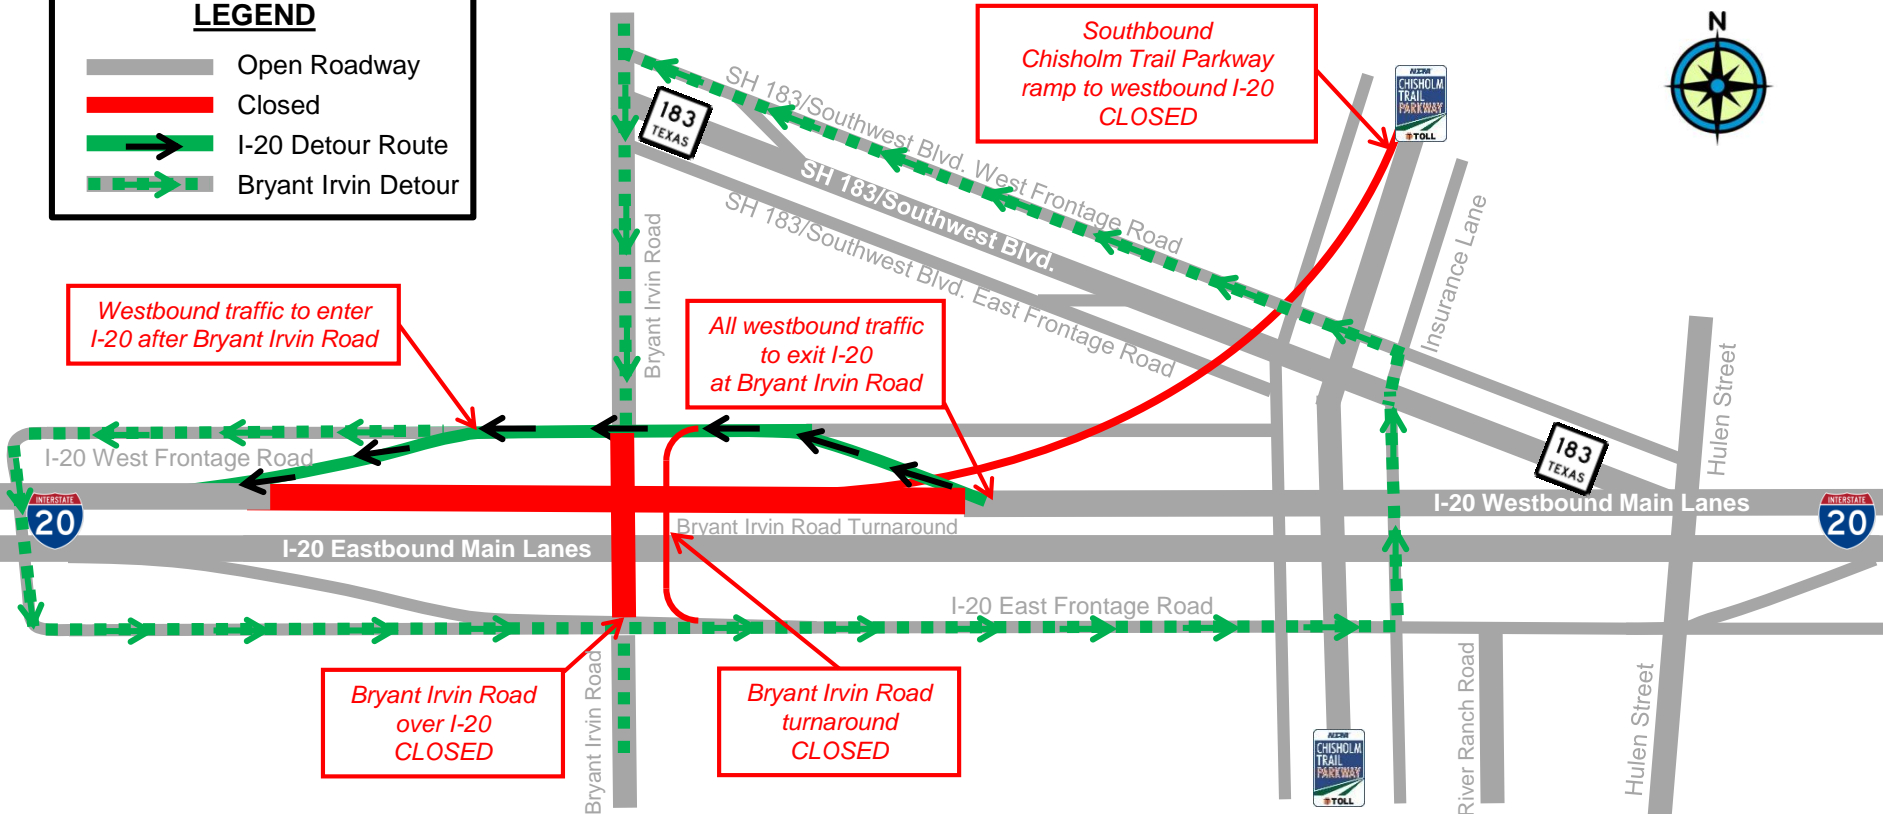 LEGEND
Open Roadway
Closed
I-20 Detour Route
Bryant Irvin Detour
Southbound
Chisholm Trail Parkway
ramp to westbound I-20
CLOSED
N
NTTA
CHISHOLM
TRAIL
PARKWAY
TOLL
183
TEXAS
SH 183/Southwest Blvd. West Frontage Road
SH 183/Southwest Blvd.
SH 183/Southwest Blvd. East Frontage Road
Bryant Irvin Road
Insurance Lane
Hulen Street
Westbound traffic to enter
I-20 after Bryant Irvin Road
All westbound traffic
to exit I-20
at Bryant Irvin Road
I-20 West Frontage Road
183
TEXAS
INTERSTATE
20
I-20 Westbound Main Lanes
INTERSTATE
20
Bryant Irvin Road Turnaround
I-20 Eastbound Main Lanes
I-20 East Frontage Road
Bryant Irvin Road
over I-20
CLOSED
Bryant Irvin Road
Bryant Irvin Road
turnaround
CLOSED
NTTA
CHISHOLM
TRAIL
PARKWAY
TOLL
River Ranch Road
Hulen Street